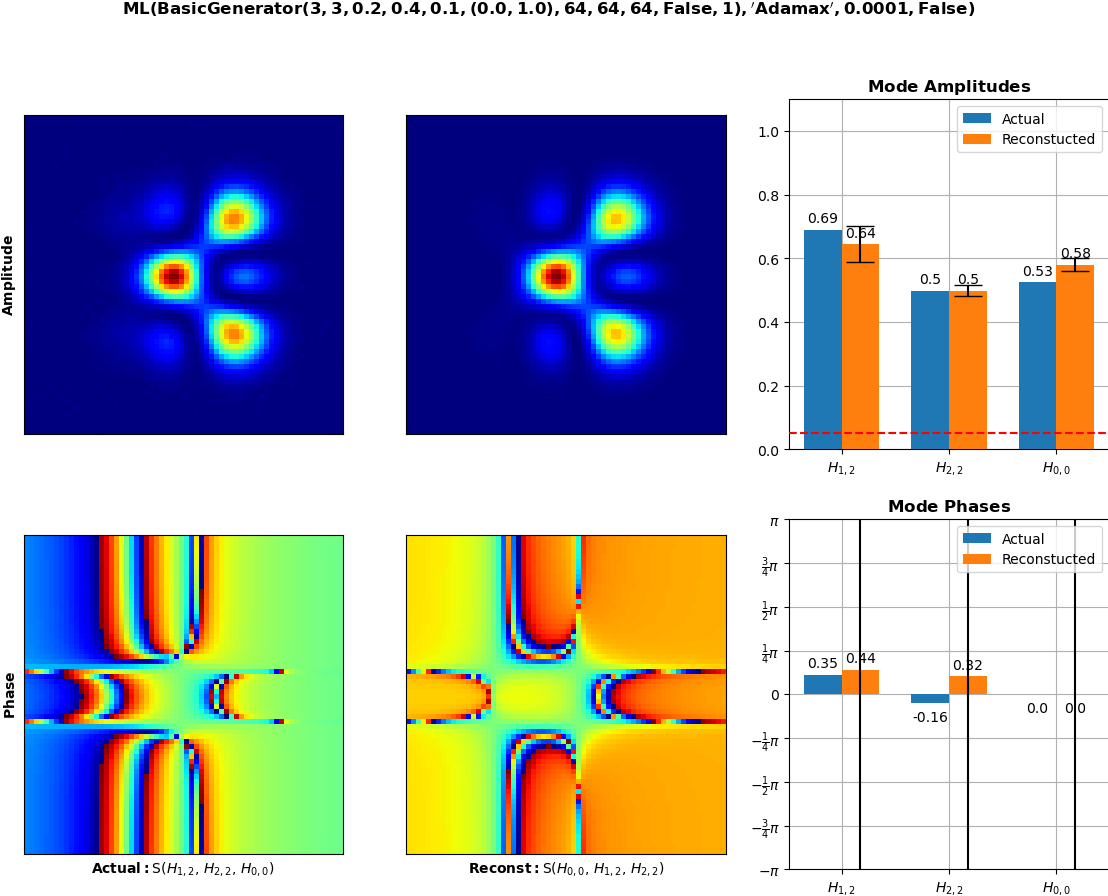 ML(BasicGenerator(3, 3, 0.2, 0.4, 0.1, (0.0, 1.0), 64, 64, 64, False, 1), ′Adamax′, 0.0001, False)
Amplitude
Mode Amplitudes
Actual
Reconstucted
1.0
0.8
0.6
0.4
0.2
0.0
0.69
0.64
0.5
0.5
0.53
0.58
H1,2
H2,2
H0,0
Phase
Actual: S(H1,2, H2,2, H0,0)
Reconst: S(H0,0, H1,2, H2,2)
Mode Phases
Actual
Reconstucted
π
3/4π
1/2π
1/4π
0
−1/4π
−1/2π
−3/4π
−π
0.35
0.44
-0.16
0.32
0.0
0.0
H1,2
H2,2
H0,0